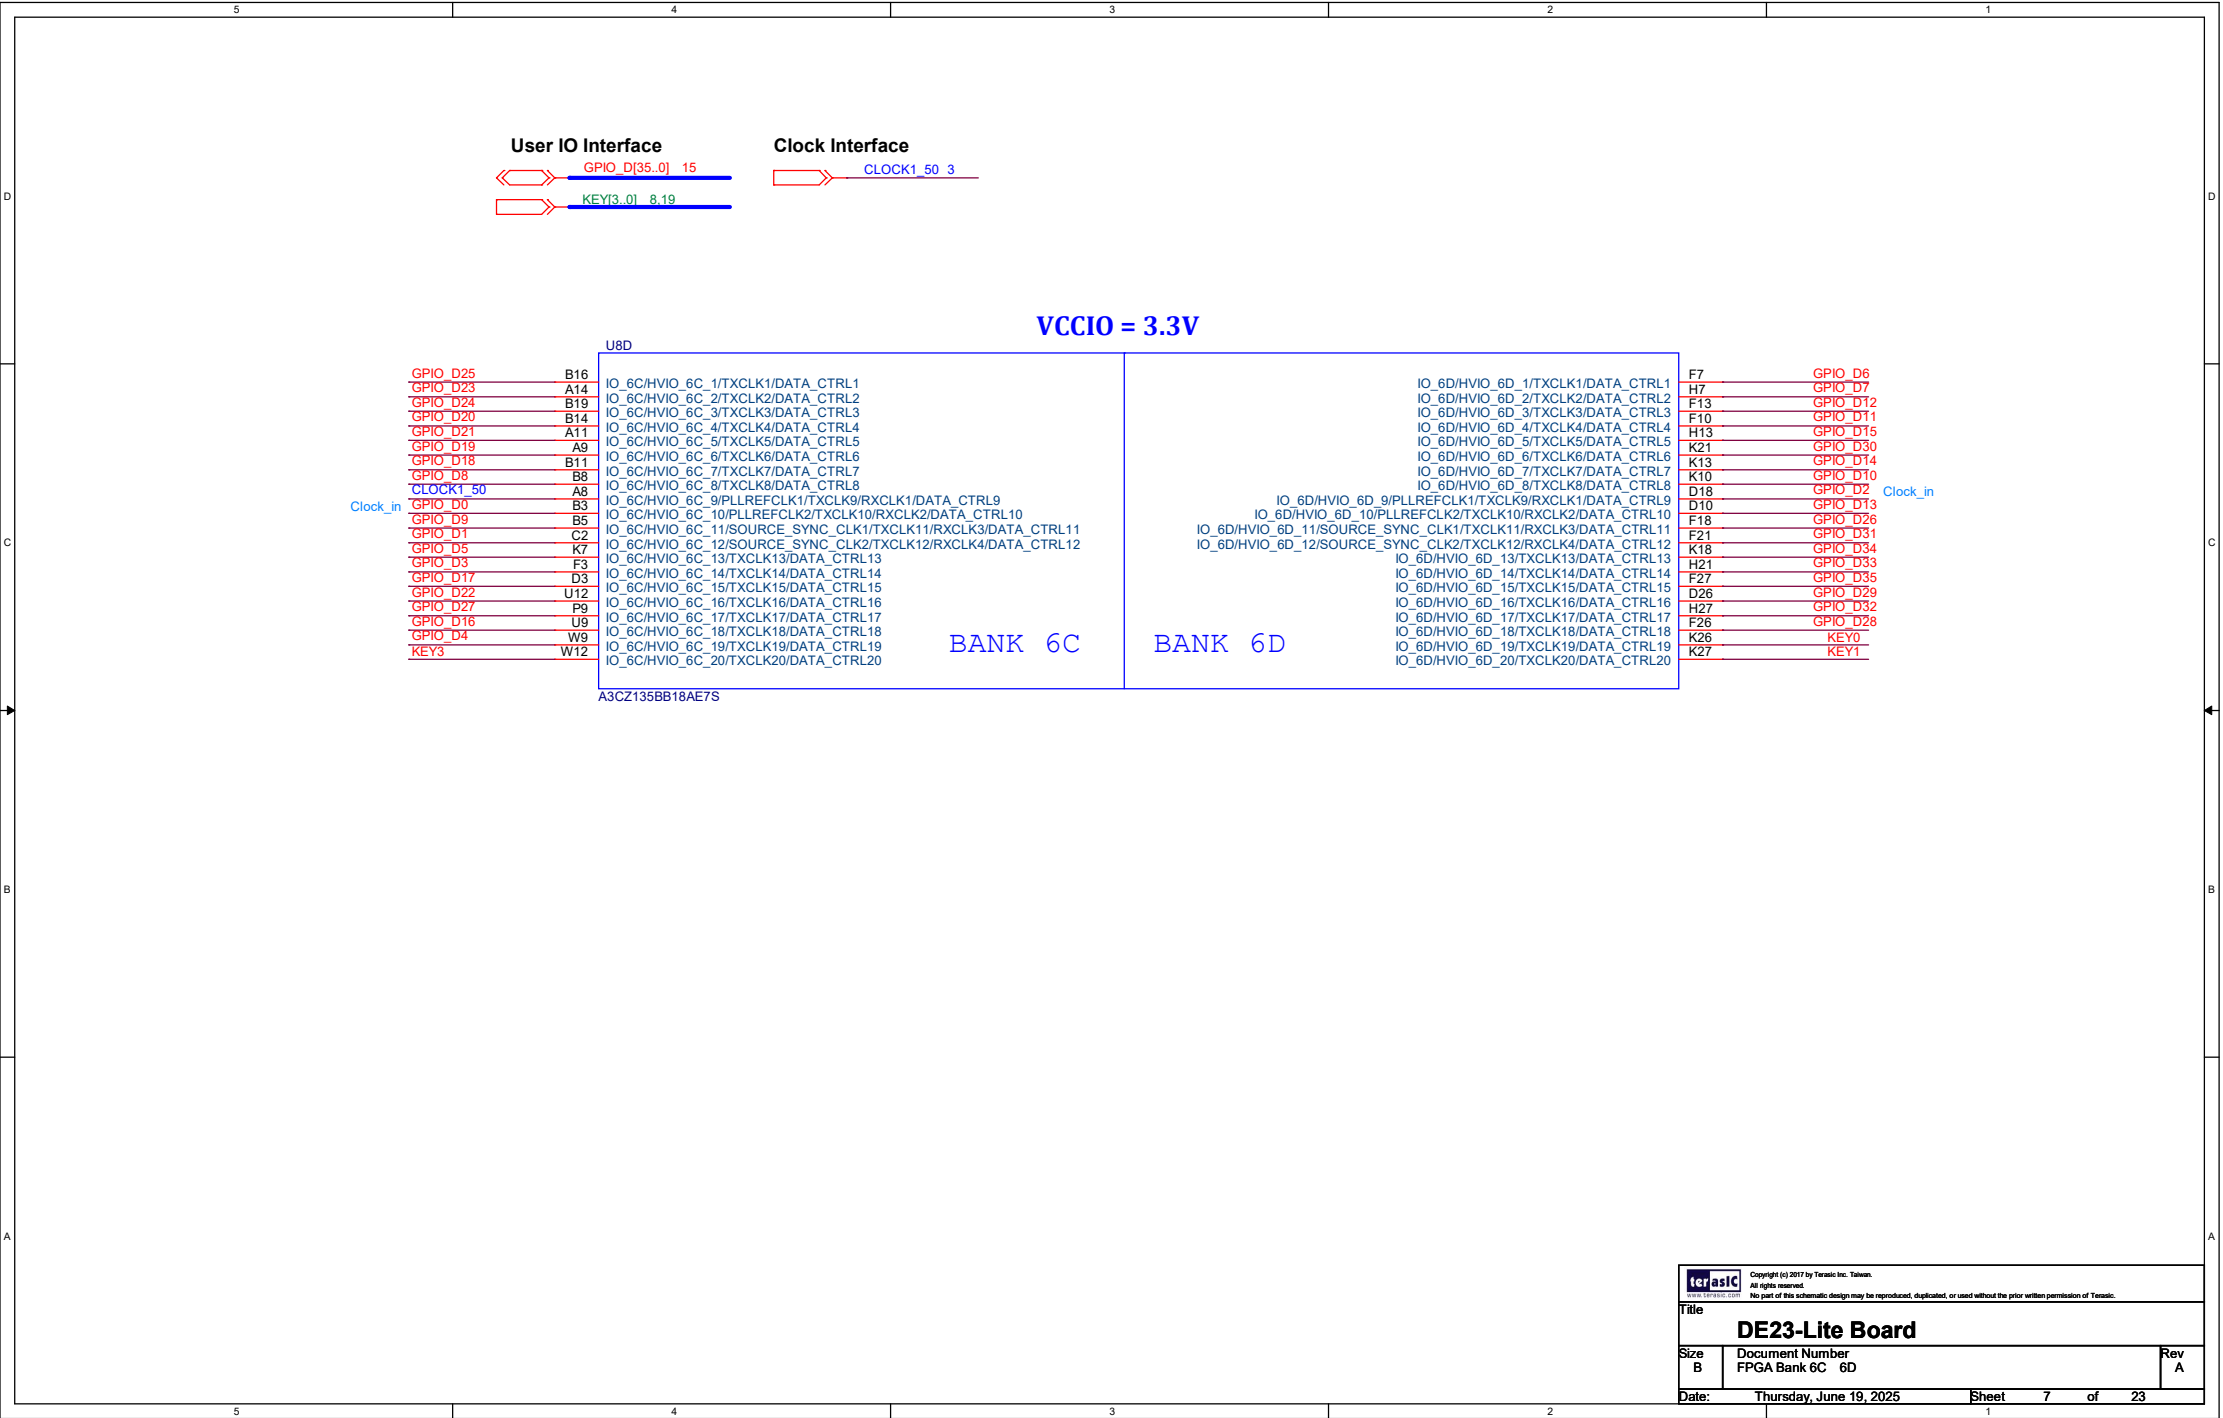 5 4 3 2 1
D D
C C
B B
A A
User IO Interface
GPIO_D[35..0] 15
KEY[3..0] 8,19
Clock Interface
CLOCK1_50 3
VCCIO = 3.3V
U8D
GPIO_D25 B16 IO_6C/HVIO_6C_1/TXCLK1/DATA_CTRL1
GPIO_D23 A14 IO_6C/HVIO_6C_2/TXCLK2/DATA_CTRL2
GPIO_D24 B19 IO_6C/HVIO_6C_3/TXCLK3/DATA_CTRL3
GPIO_D20 B14 IO_6C/HVIO_6C_4/TXCLK4/DATA_CTRL4
GPIO_D21 A11 IO_6C/HVIO_6C_5/TXCLK5/DATA_CTRL5
GPIO_D19 A9 IO_6C/HVIO_6C_6/TXCLK6/DATA_CTRL6
GPIO_D18 B11 IO_6C/HVIO_6C_7/TXCLK7/DATA_CTRL7
GPIO_D8 B8 IO_6C/HVIO_6C_8/TXCLK8/DATA_CTRL8
CLOCK1_50 A8 IO_6C/HVIO_6C_9/PLLREFCLK1/TXCLK9/RXCLK1/DATA_CTRL9
Clock_in GPIO_D0 B3 IO_6C/HVIO_6C_10/PLLREFCLK2/TXCLK10/RXCLK2/DATA_CTRL10
GPIO_D9 B5 IO_6C/HVIO_6C_11/SOURCE_SYNC_CLK1/TXCLK11/RXCLK3/DATA_CTRL11
GPIO_D1 C2 IO_6C/HVIO_6C_12/SOURCE_SYNC_CLK2/TXCLK12/RXCLK4/DATA_CTRL12
GPIO_D5 K7 IO_6C/HVIO_6C_13/TXCLK13/DATA_CTRL13
GPIO_D3 F3 IO_6C/HVIO_6C_14/TXCLK14/DATA_CTRL14
GPIO_D17 D3 IO_6C/HVIO_6C_15/TXCLK15/DATA_CTRL15
GPIO_D22 U12 IO_6C/HVIO_6C_16/TXCLK16/DATA_CTRL16
GPIO_D27 P9 IO_6C/HVIO_6C_17/TXCLK17/DATA_CTRL17
GPIO_D16 U9 IO_6C/HVIO_6C_18/TXCLK18/DATA_CTRL18
GPIO_D4 W9 IO_6C/HVIO_6C_19/TXCLK19/DATA_CTRL19
KEY3 W12 IO_6C/HVIO_6C_20/TXCLK20/DATA_CTRL20
BANK 6C
BANK 6D
IO_6D/HVIO_6D_1/TXCLK1/DATA_CTRL1 F7 GPIO_D6
IO_6D/HVIO_6D_2/TXCLK2/DATA_CTRL2 H7 GPIO_D7
IO_6D/HVIO_6D_3/TXCLK3/DATA_CTRL3 F13 GPIO_D12
IO_6D/HVIO_6D_4/TXCLK4/DATA_CTRL4 F10 GPIO_D11
IO_6D/HVIO_6D_5/TXCLK5/DATA_CTRL5 H13 GPIO_D15
IO_6D/HVIO_6D_6/TXCLK6/DATA_CTRL6 K21 GPIO_D30
IO_6D/HVIO_6D_7/TXCLK7/DATA_CTRL7 K13 GPIO_D14
IO_6D/HVIO_6D_8/TXCLK8/DATA_CTRL8 K10 GPIO_D10
IO_6D/HVIO_6D_9/PLLREFCLK1/TXCLK9/RXCLK1/DATA_CTRL9 D18 GPIO_D2 Clock_in
IO_6D/HVIO_6D_10/PLLREFCLK2/TXCLK10/RXCLK2/DATA_CTRL10 D10 GPIO_D13
IO_6D/HVIO_6D_11/SOURCE_SYNC_CLK1/TXCLK11/RXCLK3/DATA_CTRL11 F18 GPIO_D26
IO_6D/HVIO_6D_12/SOURCE_SYNC_CLK2/TXCLK12/RXCLK4/DATA_CTRL12 F21 GPIO_D31
IO_6D/HVIO_6D_13/TXCLK13/DATA_CTRL13 K18 GPIO_D34
IO_6D/HVIO_6D_14/TXCLK14/DATA_CTRL14 H21 GPIO_D33
IO_6D/HVIO_6D_15/TXCLK15/DATA_CTRL15 F27 GPIO_D35
IO_6D/HVIO_6D_16/TXCLK16/DATA_CTRL16 D26 GPIO_D29
IO_6D/HVIO_6D_17/TXCLK17/DATA_CTRL17 H27 GPIO_D32
IO_6D/HVIO_6D_18/TXCLK18/DATA_CTRL18 F26 GPIO_D28
IO_6D/HVIO_6D_19/TXCLK19/DATA_CTRL19 K26 KEY0
IO_6D/HVIO_6D_20/TXCLK20/DATA_CTRL20 K27 KEY1
A3CZ135BB18AE7S
terasIC
www.terasic.com
Copyright (c) 2017 by Terasic Inc. Taiwan.
All rights reserved.
No part of this schematic design may be reproduced, duplicated, or used without the prior written permission of Terasic.
Title
DE23-Lite Board
Size Document Number Rev
B FPGA Bank 6C 6D A
Date: Thursday, June 19, 2025 Sheet 7 of 23
5 4 3 2 1